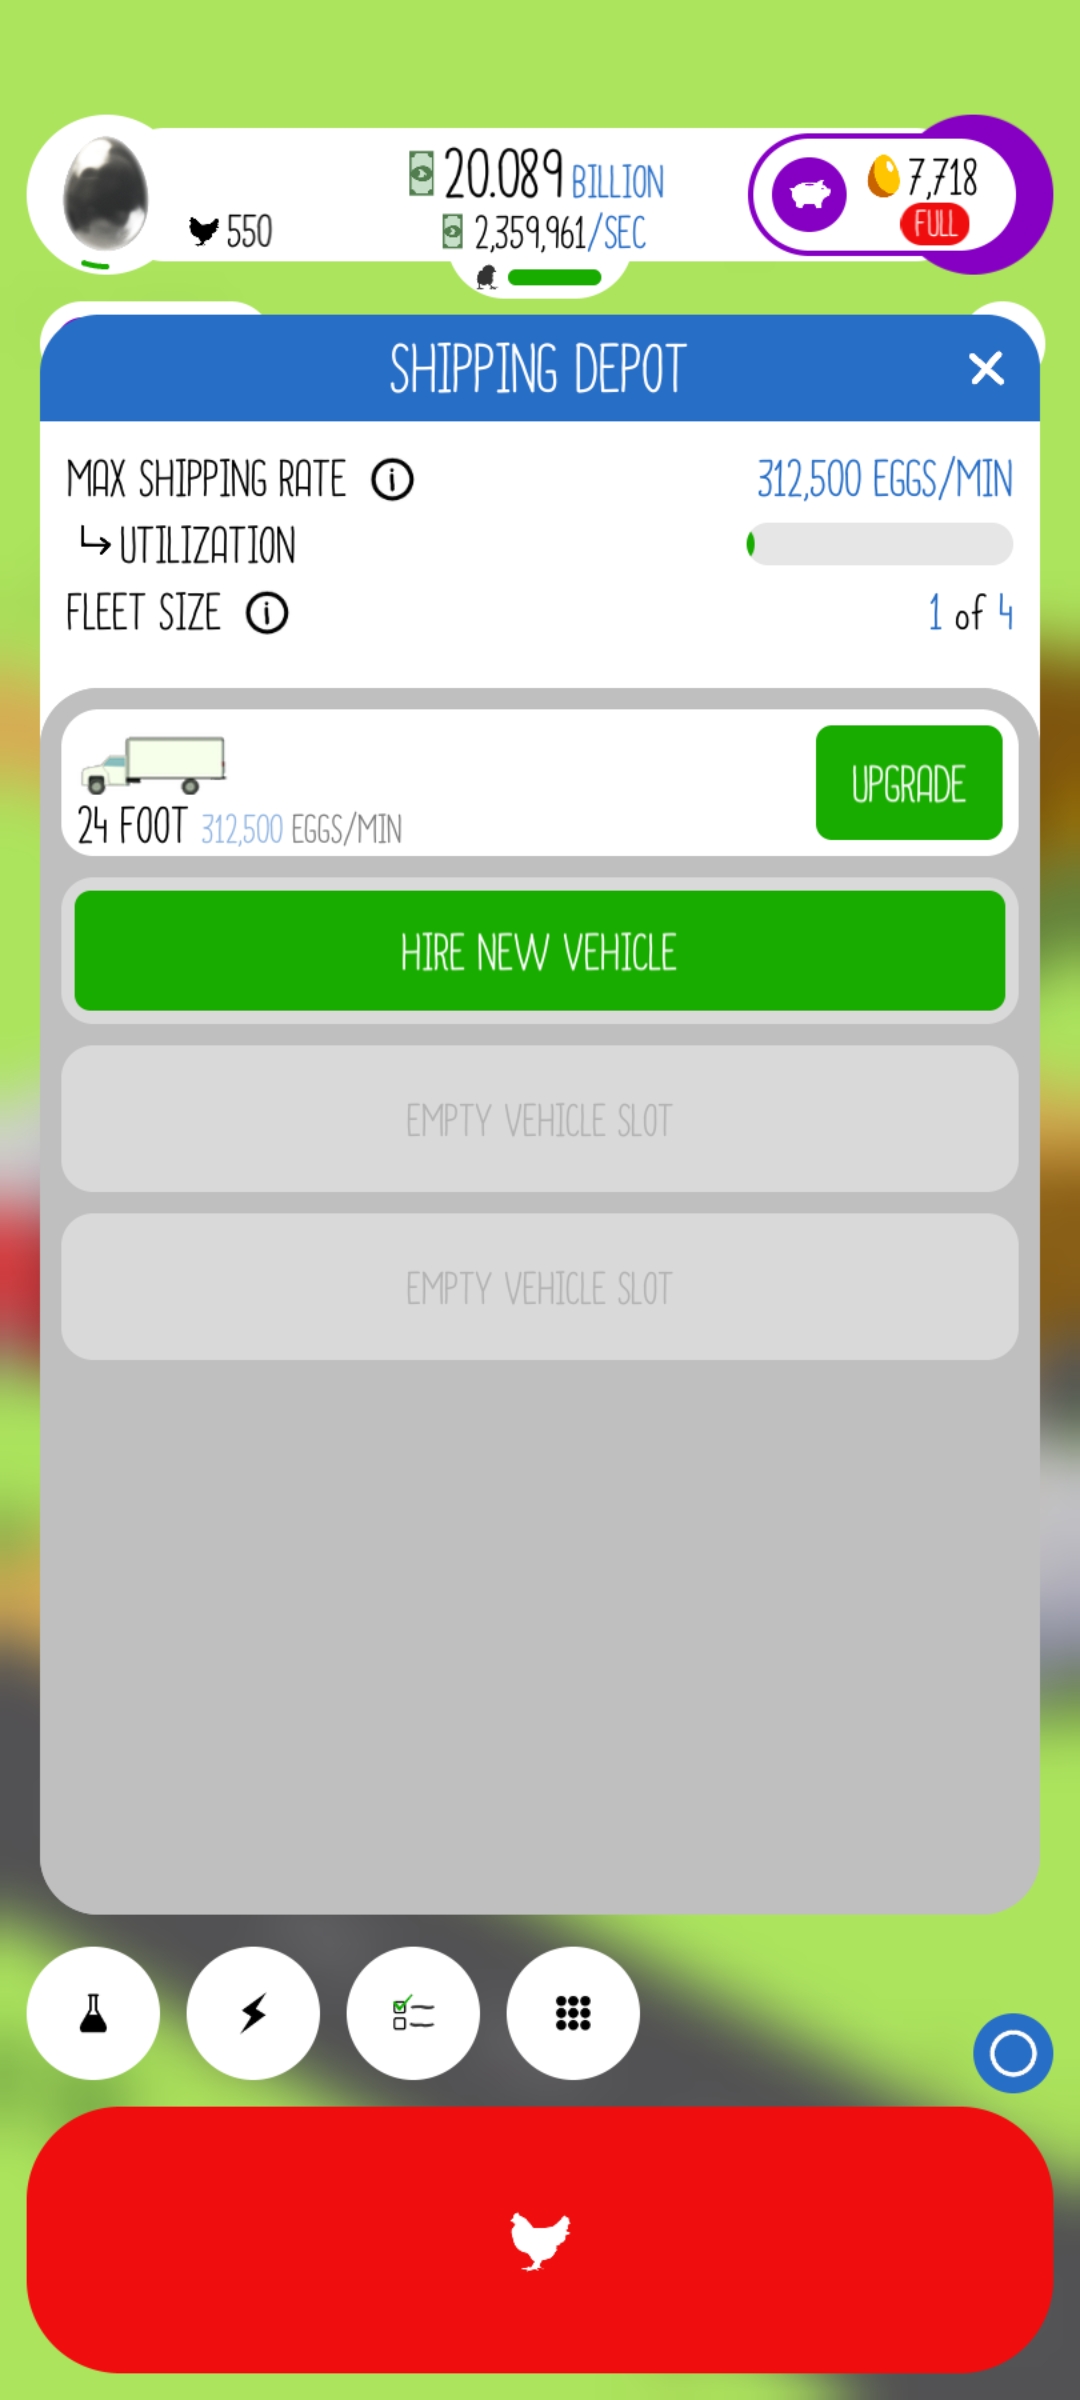 20.089 BILLION
7,718
550
2,359,961/SEC
FULL
SHIPPING DEPOT
MAX SHIPPING RATE
312,500 EGGS/MIN
UTILIZATION
FLEET SIZE
1 of 4
24 FOOT 312,500 EGGS/MIN
UPGRADE
HIRE NEW VEHICLE
EMPTY VEHICLE SLOT
EMPTY VEHICLE SLOT